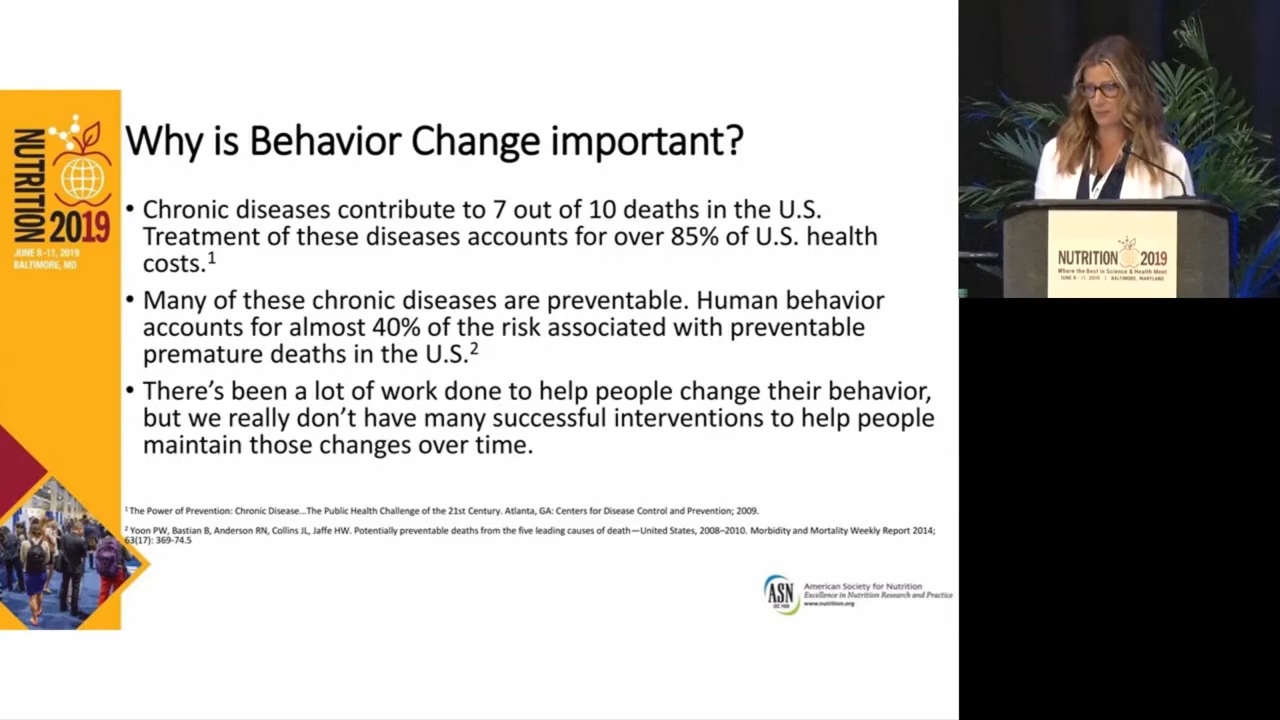 NUTRITION
2019
JUNE 8-11, 2019
BALTIMORE, MD
Why is Behavior Change important?
• Chronic diseases contribute to 7 out of 10 deaths in the U.S.
Treatment of these diseases accounts for over 85% of U.S. health
costs.1
• Many of these chronic diseases are preventable. Human behavior
accounts for almost 40% of the risk associated with preventable
premature deaths in the U.S.2
• There's been a lot of work done to help people change their behavior,
but we really don't have many successful interventions to help people
maintain those changes over time.
1 The Power of Prevention: Chronic Disease...The Public Health Challenge of the 21st Century. Atlanta, GA: Centers for Disease Control and Prevention; 2009.
2 Yoon PW, Bastian B, Anderson RN, Collins JL, Jaffe HW. Potentially preventable deaths from the five leading causes of death—United States, 2008–2010. Morbidity and Mortality Weekly Report 2014;
63(17): 369-74.5
ASN
American Society for Nutrition
Excellence in Nutrition Research and Practice
www.nutrition.org
NUTRITION 2019
Where the Best in Science & Health Meet
JUNE 8 - 11, 2019 | BALTIMORE, MARYLAND